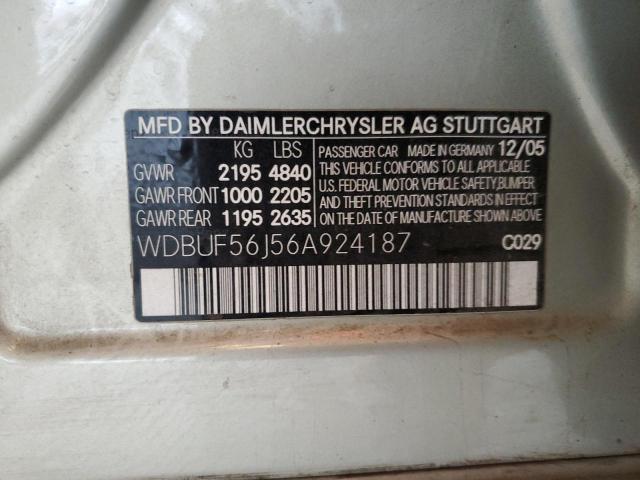 MFD BY DAIMLERCHRYSLER AG STUTTGART
KG LBS PASSENGER CAR MADE IN GERMANY 12/05
GVWR 2195 4840 THIS VEHICLE CONFORMS TO ALL APPLICABLE
GAWR FRONT 1000 2205 U.S. FEDERAL MOTOR VEHICLE SAFETY, BUMPER
GAWR REAR 1195 2635 AND THEFT PREVENTION STANDARDS IN EFFECT
ON THE DATE OF MANUFACTURE SHOWN ABOVE.
WDBUF56J56A924187 C029